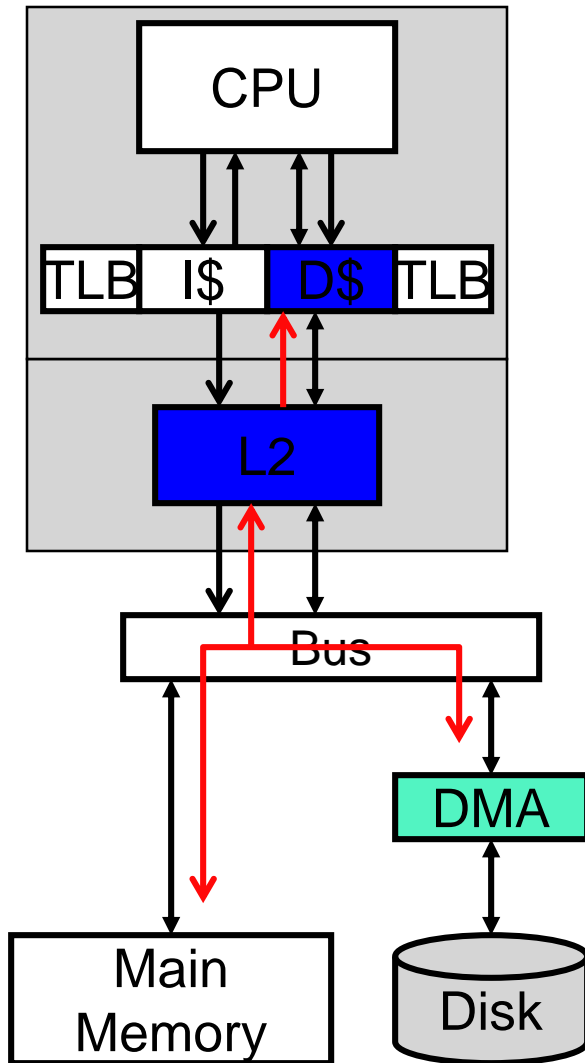 CPU
TLB
I$
D$
TLB
L2
Bus
DMA
Main
Memory
Disk